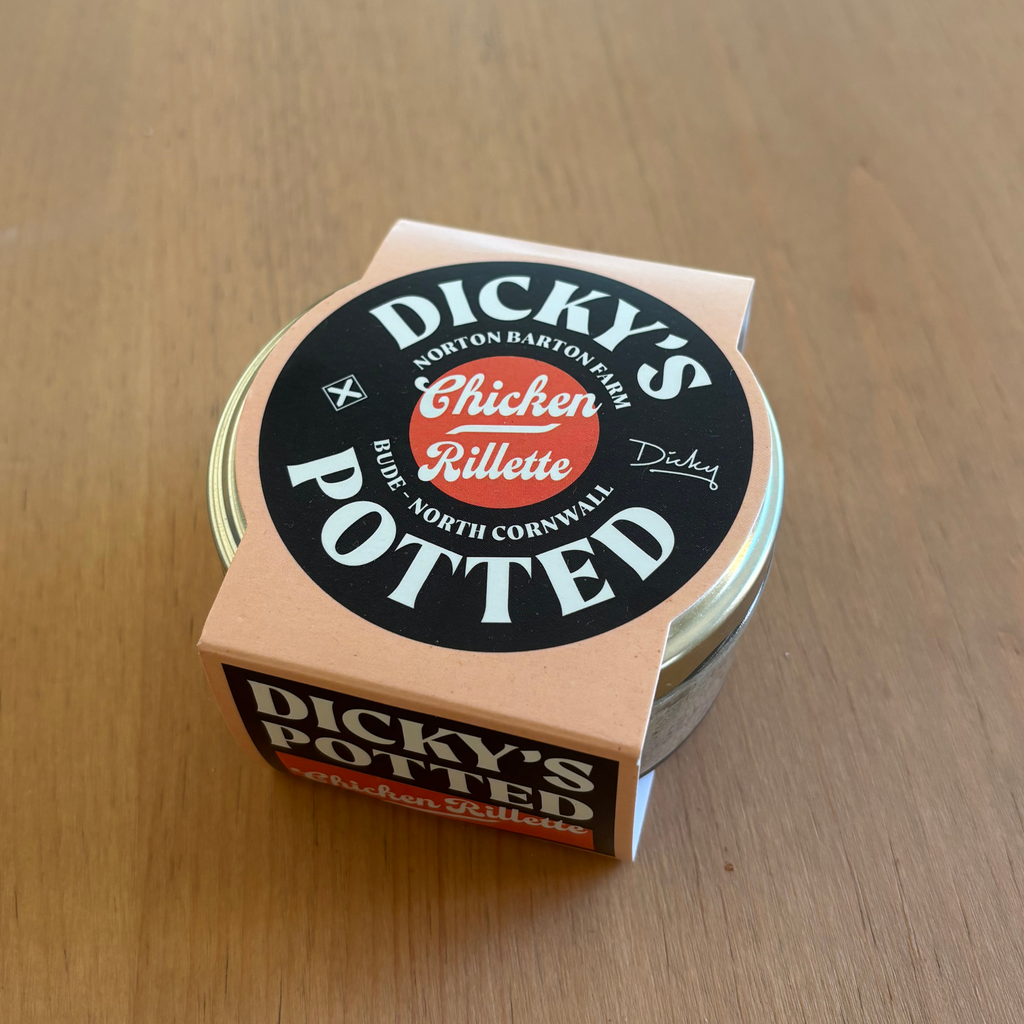 DICKY'S
NORTON BARTON FARM
Chicken
Rillette
Dicky
BUDE - NORTH CORNWALL
POTTED
DICKY'S
POTTED
Chicken Rillette